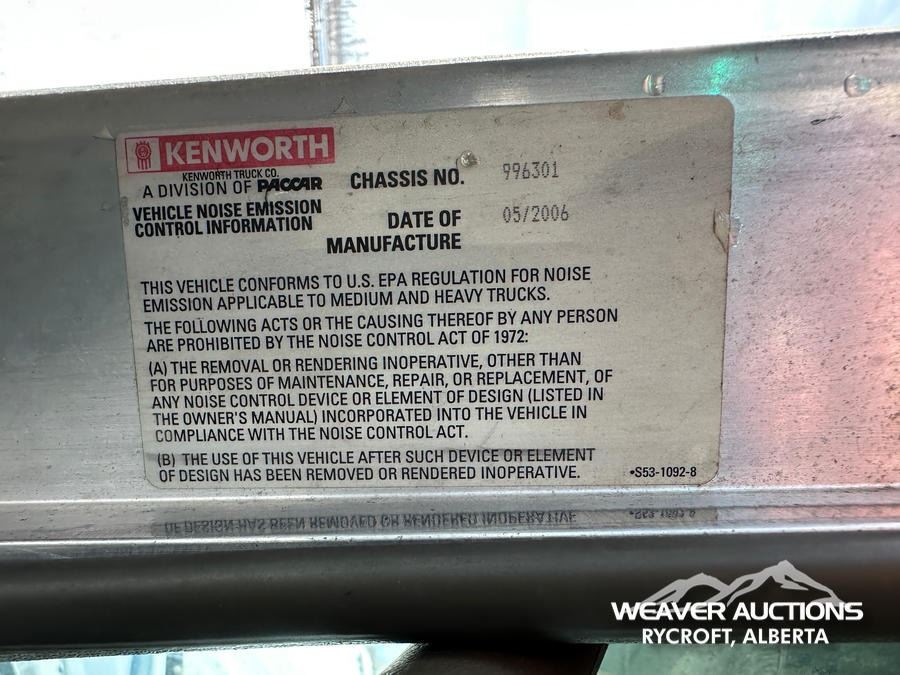 KENWORTH
KENWORTH TRUCK CO.
A DIVISION OF PACCAR
VEHICLE NOISE EMISSION
CONTROL INFORMATION
CHASSIS NO. 996301
DATE OF MANUFACTURE 05/2006
THIS VEHICLE CONFORMS TO U.S. EPA REGULATION FOR NOISE
EMISSION APPLICABLE TO MEDIUM AND HEAVY TRUCKS.
THE FOLLOWING ACTS OR THE CAUSING THEREOF BY ANY PERSON
ARE PROHIBITED BY THE NOISE CONTROL ACT OF 1972:
(A) THE REMOVAL OR RENDERING INOPERATIVE, OTHER THAN
FOR PURPOSES OF MAINTENANCE, REPAIR, OR REPLACEMENT, OF
ANY NOISE CONTROL DEVICE OR ELEMENT OF DESIGN (LISTED IN
THE OWNER'S MANUAL) INCORPORATED INTO THE VEHICLE IN
COMPLIANCE WITH THE NOISE CONTROL ACT.
(B) THE USE OF THIS VEHICLE AFTER SUCH DEVICE OR ELEMENT
OF DESIGN HAS BEEN REMOVED OR RENDERED INOPERATIVE.
•S53-1092-8
WEAVER AUCTIONS
RYCROFT, ALBERTA